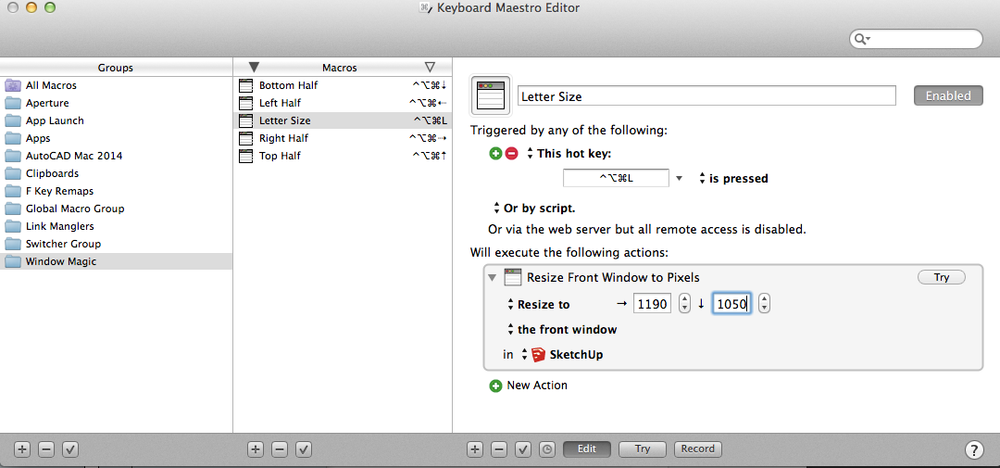 Keyboard Maestro Editor
Groups
Macros
All Macros
Aperture
App Launch
Apps
AutoCAD Mac 2014
Clipboards
F Key Remaps
Global Macro Group
Link Manglers
Switcher Group
Window Magic
Bottom Half ^⌥⌘↓
Left Half ^⌥⌘←
Letter Size ^⌥⌘L
Right Half ^⌥⌘→
Top Half ^⌥⌘↑
Letter Size
Enabled
Triggered by any of the following:
This hot key:
^⌥⌘L is pressed
Or by script.
Or via the web server but all remote access is disabled.
Will execute the following actions:
Resize Front Window to Pixels Try
Resize to → 1190 ↓ 1050
the front window
in SketchUp
New Action
Edit Try Record ?